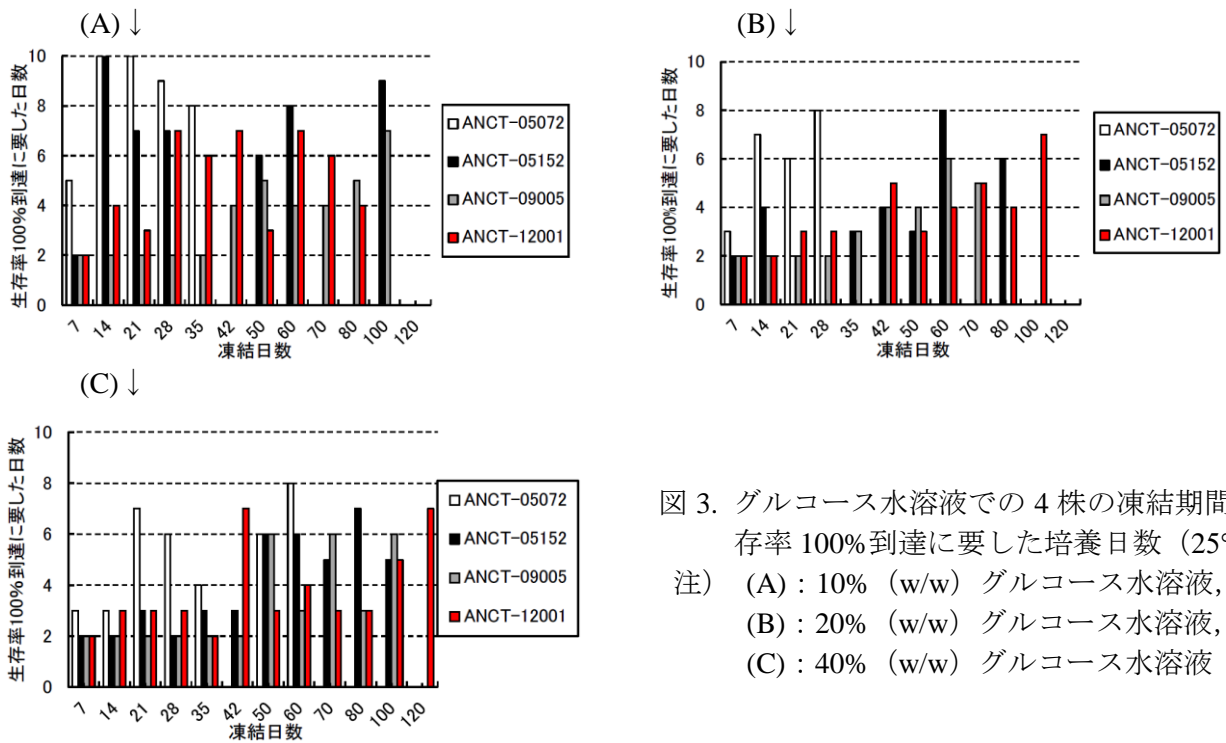 (A) ↓
生存率100%到達に要した日数
10
8
6
4
2
0
7 14 21 28 35 42 50 60 70 80 100 120
凍結日数
ANCT-05072
ANCT-05152
ANCT-09005
ANCT-12001
(B) ↓
生存率100%到達に要した日数
10
8
6
4
2
0
7 14 21 28 35 42 50 60 70 80 100 120
凍結日数
ANCT-05072
ANCT-05152
ANCT-09005
ANCT-12001
(C) ↓
生存率100%到達に要した日数
10
8
6
4
2
0
7 14 21 28 35 42 50 60 70 80 100 120
凍結日数
ANCT-05072
ANCT-05152
ANCT-09005
ANCT-12001
図 3. グルコース水溶液での 4 株の凍結期間
存率 100%到達に要した培養日数（25°
注） (A)：10%（w/w）グルコース水溶液，
(B)：20%（w/w）グルコース水溶液，
(C)：40%（w/w）グルコース水溶液